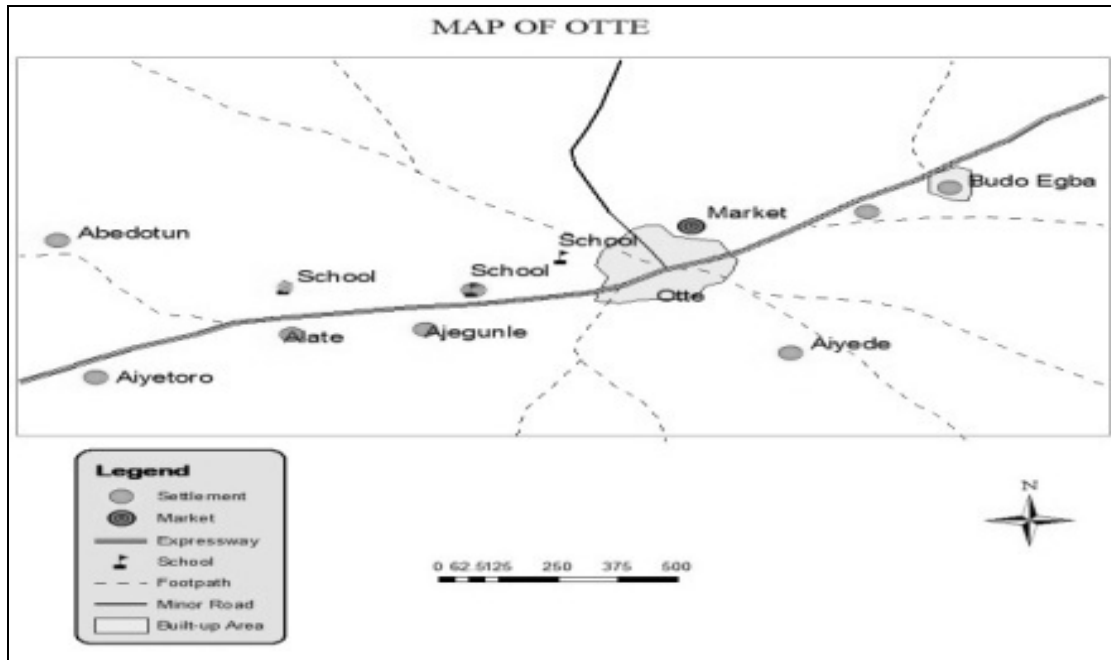 MAP OF OTTE
Budo Egba
Market
Abedotun
School
School
School
Otte
Alate
Ajegunle
Aiyede
Aiyetoro
Legend
Settlement
Market
Expressway
School
Footpath
Minor Road
Built-up Area
N
0 62.5125 250 375 500